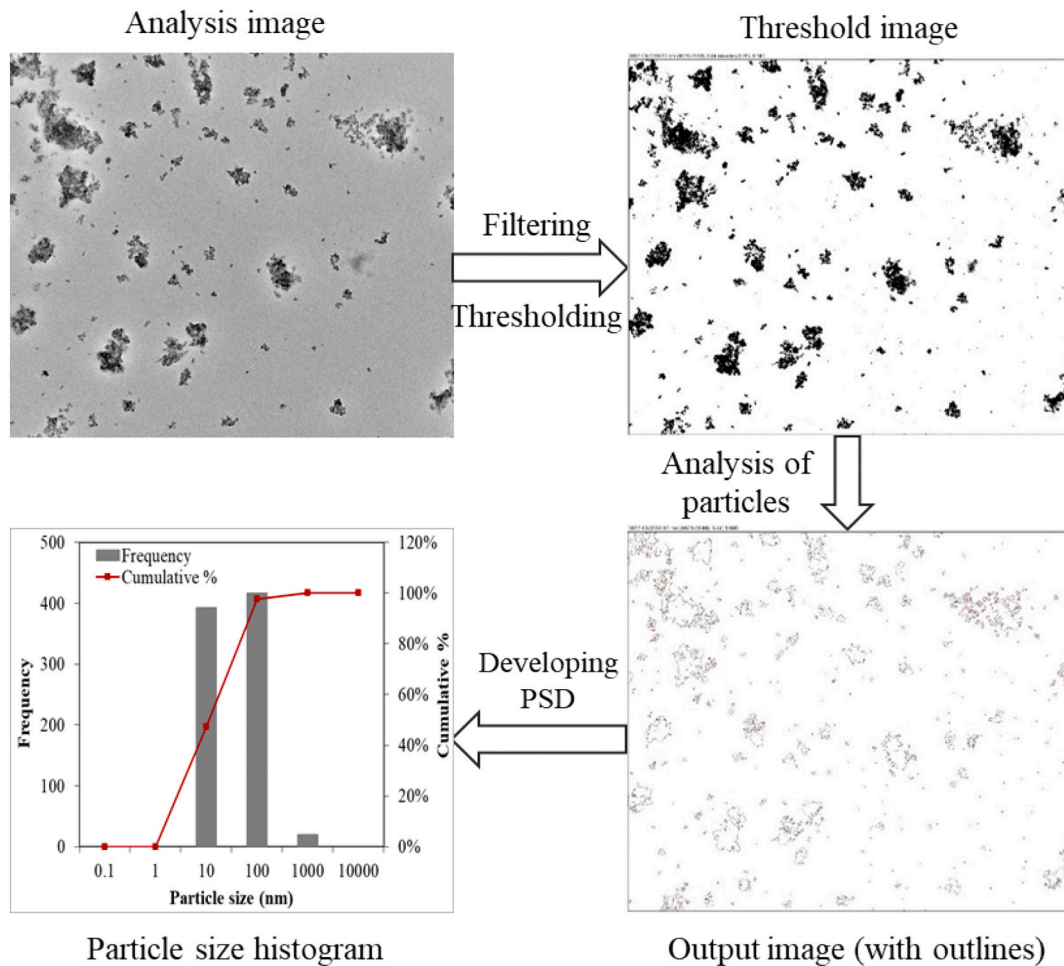 Analysis image
Threshold image
Filtering
Thresholding
Analysis of
particles
500
400
300
200
100
0
Frequency
Frequency
Cumulative %
120%
100%
80%
60%
40%
20%
0%
Cumulative %
0.1 1 10 100 1000 10000
Particle size (nm)
Developing
PSD
Particle size histogram
Output image (with outlines)